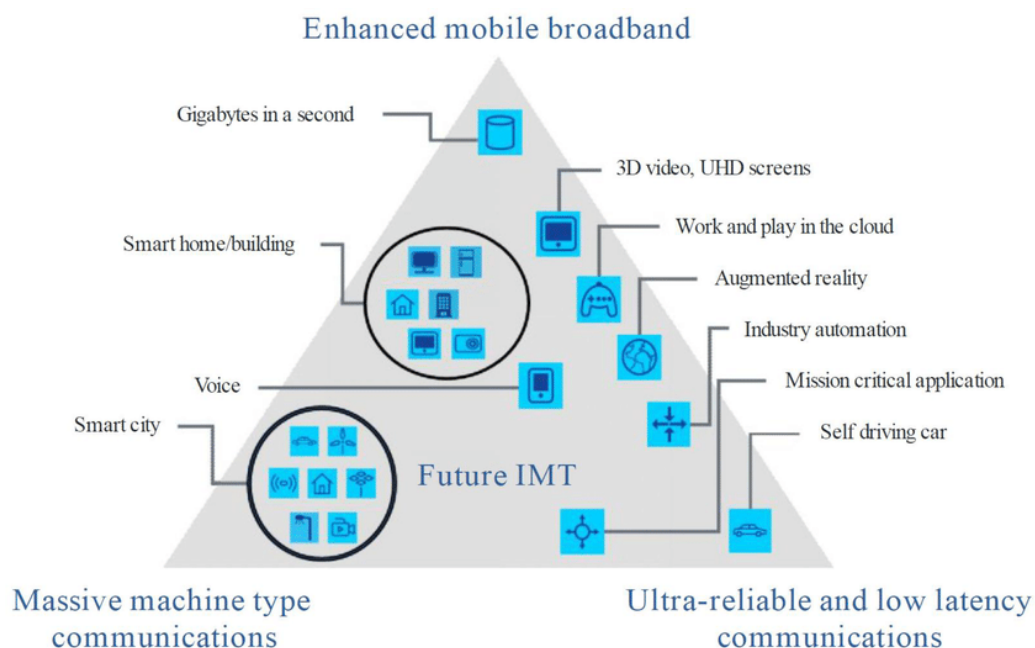 Enhanced mobile broadband
Gigabytes in a second
3D video, UHD screens
Work and play in the cloud
Smart home/building
Augmented reality
Industry automation
Voice
Mission critical application
Smart city
Self driving car
Future IMT
Massive machine type
communications
Ultra-reliable and low latency
communications